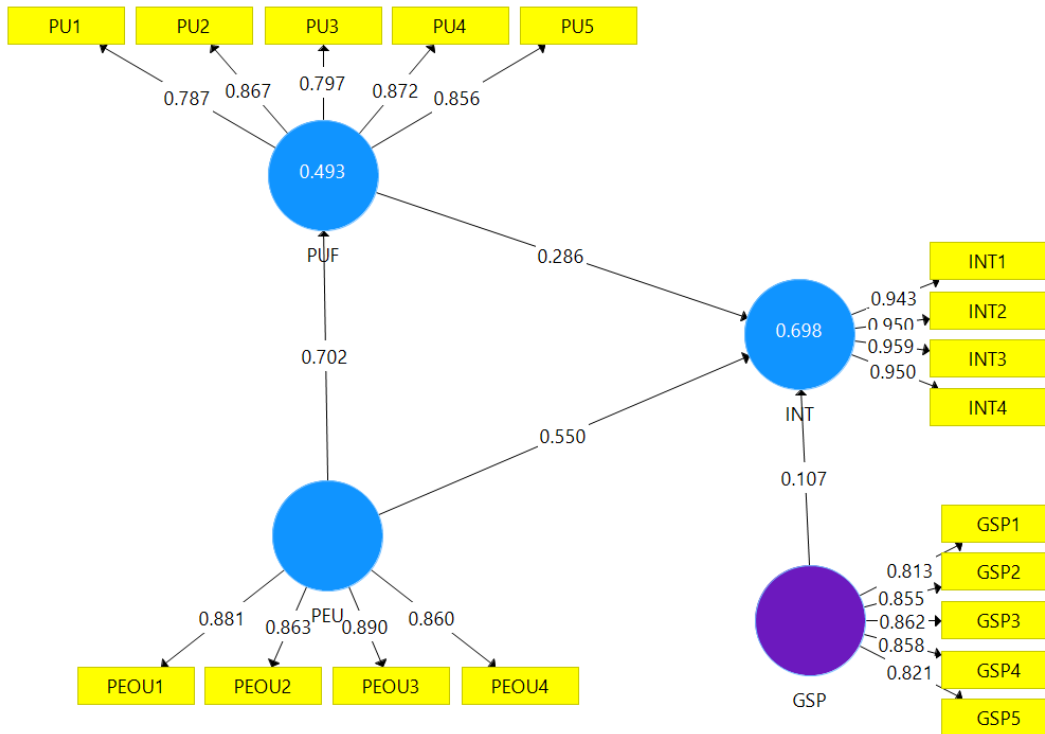 PU1 PU2 PU3 PU4 PU5
0.787 0.867 0.797 0.872 0.856
0.493
PUF
0.286
0.702
0.550
INT1
0.943
INT2
0.950
0.959
INT3
0.950
INT4
0.698
INT
0.107
GSP1
0.813
GSP2
0.855
0.862
GSP3
0.858
GSP4
0.821
GSP5
GSP
PEU
0.881 0.863 0.890 0.860
PEOU1 PEOU2 PEOU3 PEOU4